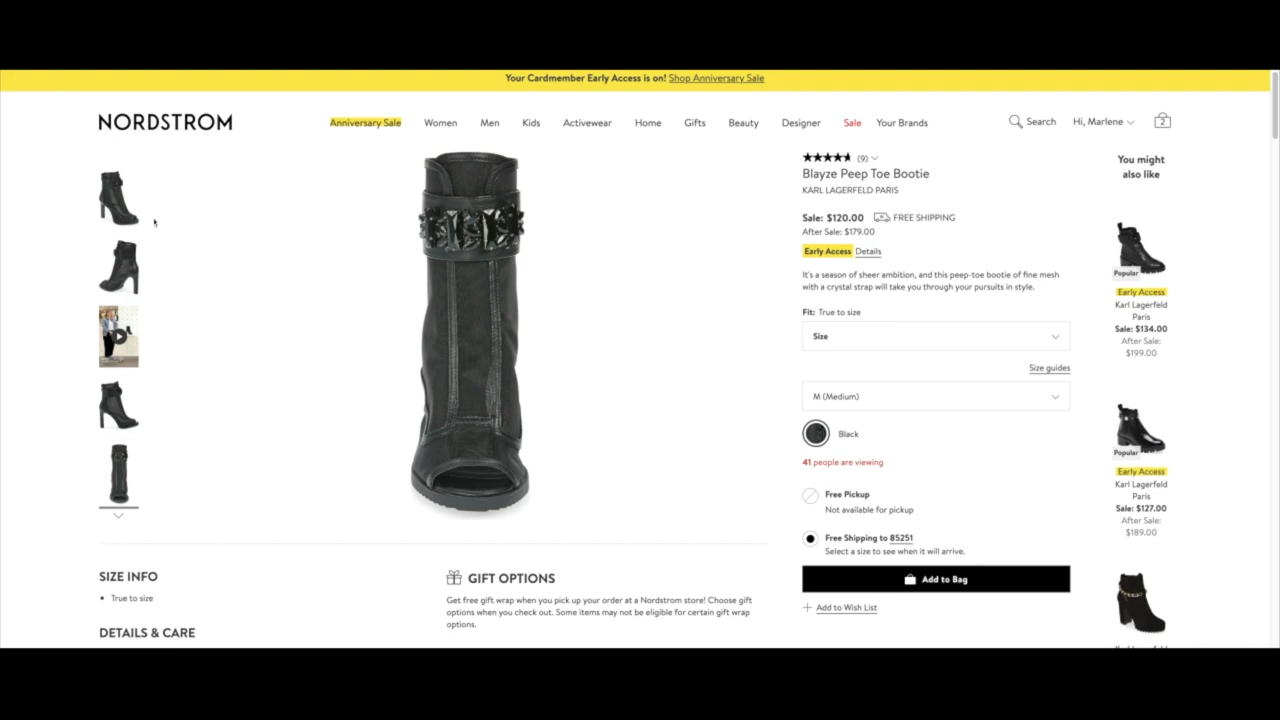 Your Cardmember Early Access is on! Shop Anniversary Sale
NORDSTROM
Anniversary Sale Women Men Kids Activewear Home Gifts Beauty Designer Sale Your Brands
Search Hi, Marlene 2
(9)
Blayze Peep Toe Bootie
KARL LAGERFELD PARIS
Sale: $120.00 FREE SHIPPING
After Sale: $179.00
Early Access Details
It's a season of sheer ambition, and this peep-toe bootie of fine mesh
with a crystal strap will take you through your pursuits in style.
Fit: True to size
Size
Size guides
M (Medium)
Black
41 people are viewing
Free Pickup
Not available for pickup
Free Shipping to 85251
Select a size to see when it will arrive.
Add to Bag
Add to Wish List
You might
also like
Popular
Early Access
Karl Lagerfeld
Paris
Sale: $134.00
After Sale:
$199.00
Popular
Early Access
Karl Lagerfeld
Paris
Sale: $127.00
After Sale:
$189.00
SIZE INFO
• True to size
DETAILS & CARE
GIFT OPTIONS
Get free gift wrap when you pick up your order at a Nordstrom store! Choose gift
options when you check out. Some items may not be eligible for certain gift wrap
options.